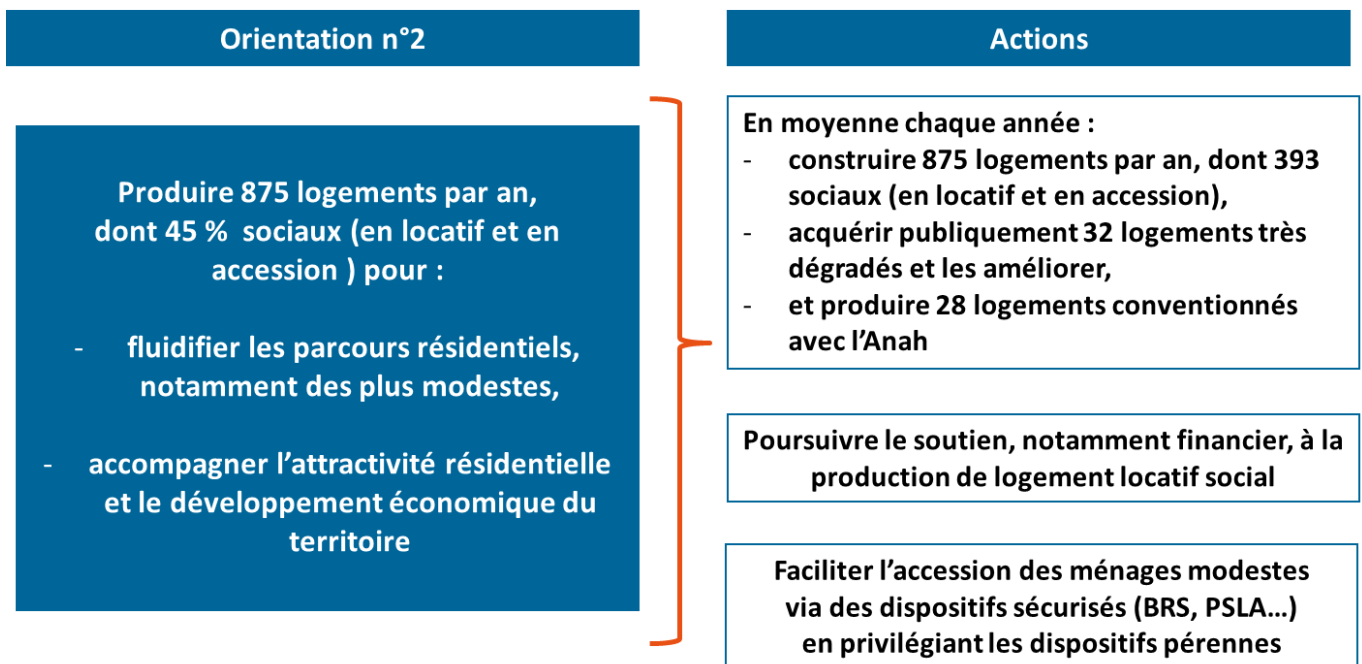 Orientation n°2
Produire 875 logements par an,
dont 45 % sociaux (en locatif et en
accession ) pour :
- fluidifier les parcours résidentiels,
notamment des plus modestes,
- accompagner l'attractivité résidentielle
et le développement économique du
territoire
Actions
En moyenne chaque année :
- construire 875 logements par an, dont 393
sociaux (en locatif et en accession),
- acquérir publiquement 32 logements très
dégradés et les améliorer,
- et produire 28 logements conventionnés
avec l'Anah
Poursuivre le soutien, notamment financier, à la
production de logement locatif social
Faciliter l'accession des ménages modestes
via des dispositifs sécurisés (BRS, PSLA…)
en privilégiant les dispositifs pérennes